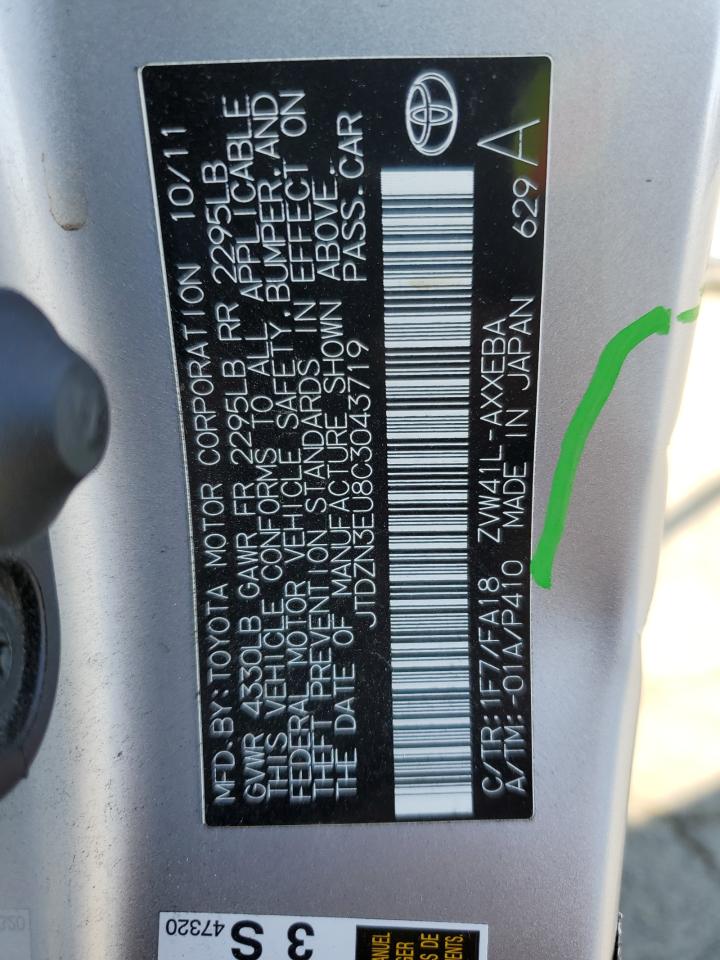 MFD.BY:TOYOTA MOTOR CORPORATION 10/11
GVWR 4330LB GAWR FR 2295LB RR 2295LB
THIS VEHICLE CONFORMS TO ALL APPLICABLE
FEDERAL MOTOR VEHICLE SAFETY,BUMPER,AND
THEFT PREVENTION STANDARDS IN EFFECT ON
THE DATE OF MANUFACTURE SHOWN ABOVE.
JTDZN3EU8C3043719 PASS.CAR
C/TR:1F7/FA18 ZVW41L-AXXEBA
A/TM:-01A/P410 MADE IN JAPAN 629 A
47320
3 S